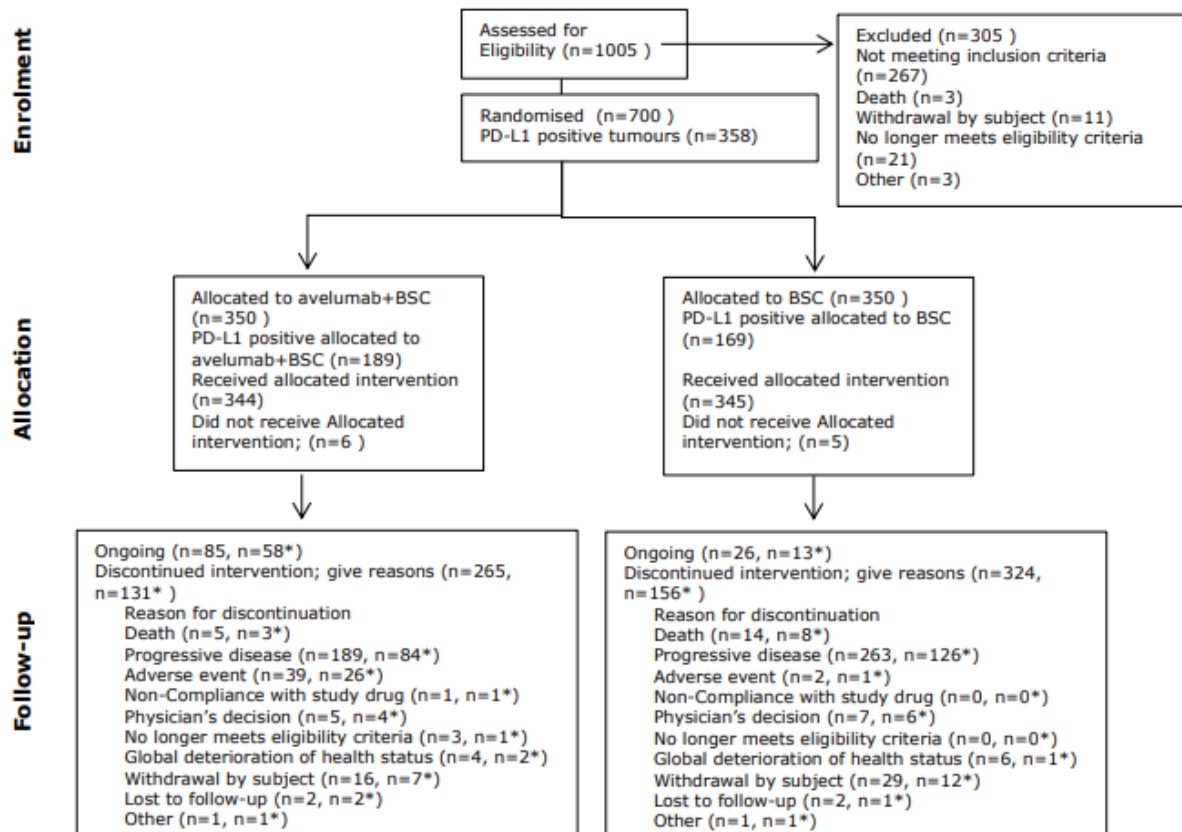 Enrolment
Assessed for
Eligibility (n=1005 )
Excluded (n=305 )
Not meeting inclusion criteria
(n=267)
Death (n=3)
Withdrawal by subject (n=11)
No longer meets eligibility criteria
(n=21)
Other (n=3)
Randomised (n=700 )
PD-L1 positive tumours (n=358)
Allocation
Allocated to avelumab+BSC
(n=350 )
PD-L1 positive allocated to
avelumab+BSC (n=189)
Received allocated intervention
(n=344)
Did not receive Allocated
intervention; (n=6 )
Allocated to BSC (n=350 )
PD-L1 positive allocated to BSC
(n=169)
Received allocated intervention
(n=345)
Did not receive Allocated
intervention; (n=5)
Follow-up
Ongoing (n=85, n=58*)
Discontinued intervention; give reasons (n=265,
n=131* )
Reason for discontinuation
Death (n=5, n=3*)
Progressive disease (n=189, n=84*)
Adverse event (n=39, n=26*)
Non-Compliance with study drug (n=1, n=1*)
Physician's decision (n=5, n=4*)
No longer meets eligibility criteria (n=3, n=1*)
Global deterioration of health status (n=4, n=2*)
Withdrawal by subject (n=16, n=7*)
Lost to follow-up (n=2, n=2*)
Other (n=1, n=1*)
Ongoing (n=26, n=13*)
Discontinued intervention; give reasons (n=324,
n=156* )
Reason for discontinuation
Death (n=14, n=8*)
Progressive disease (n=263, n=126*)
Adverse event (n=2, n=1*)
Non-Compliance with study drug (n=0, n=0*)
Physician's decision (n=7, n=6*)
No longer meets eligibility criteria (n=0, n=0*)
Global deterioration of health status (n=6, n=1*)
Withdrawal by subject (n=29, n=12*)
Lost to follow-up (n=2, n=1*)
Other (n=1, n=1*)